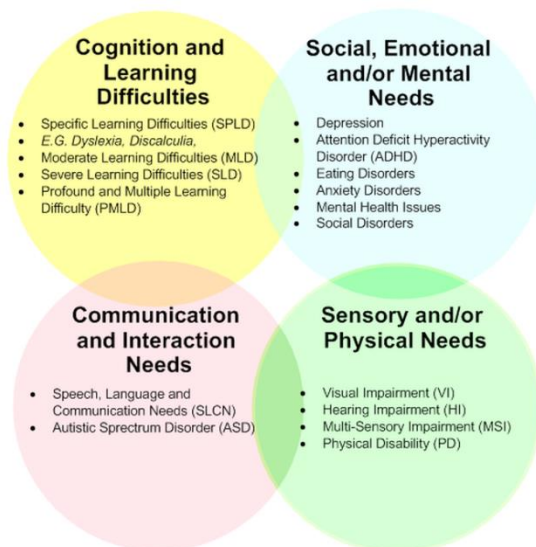 Cognition and
Learning
Difficulties
• Specific Learning Difficulties (SPLD)
• E.G. Dyslexia, Discalculia,
• Moderate Learning Difficulties (MLD)
• Severe Learning Difficulties (SLD)
• Profound and Multiple Learning
Difficulty (PMLD)
Social, Emotional
and/or Mental
Needs
• Depression
• Attention Deficit Hyperactivity
Disorder (ADHD)
• Eating Disorders
• Anxiety Disorders
• Mental Health Issues
• Social Disorders
Communication
and Interaction
Needs
• Speech, Language and
Communication Needs (SLCN)
• Autistic Sprectrum Disorder (ASD)
Sensory and/or
Physical Needs
• Visual Impairment (VI)
• Hearing Impairment (HI)
• Multi-Sensory Impairment (MSI)
• Physical Disability (PD)